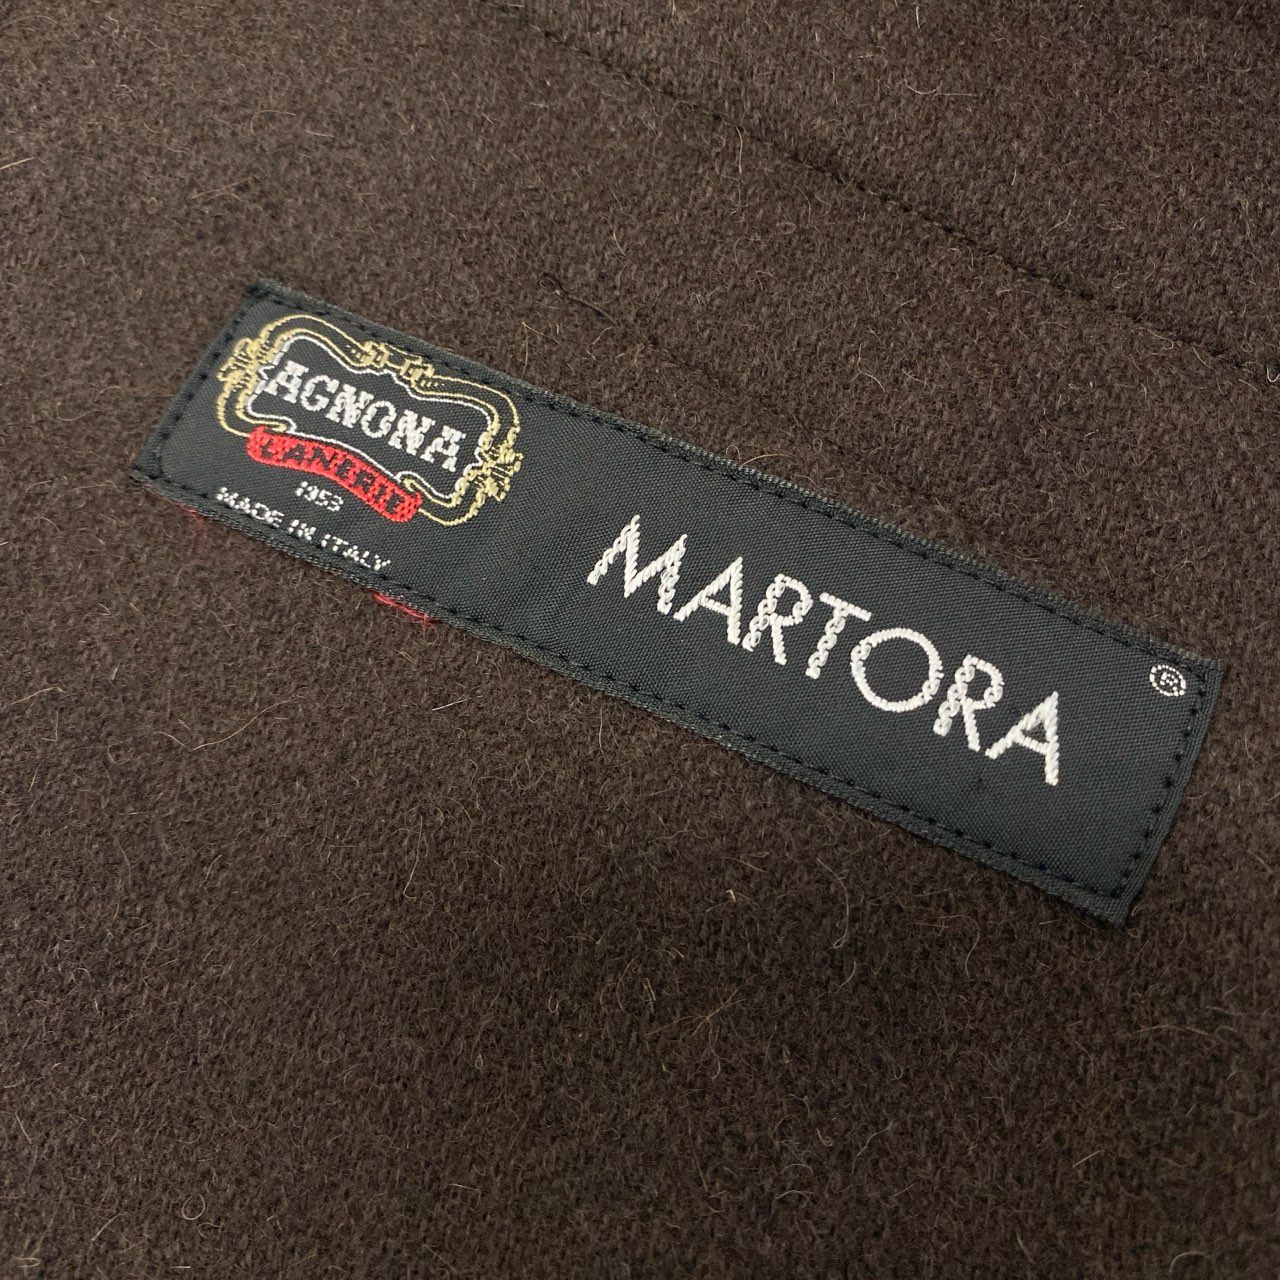 AGNONA
LANERIE
1953
MADE IN ITALY
MARTORA
®